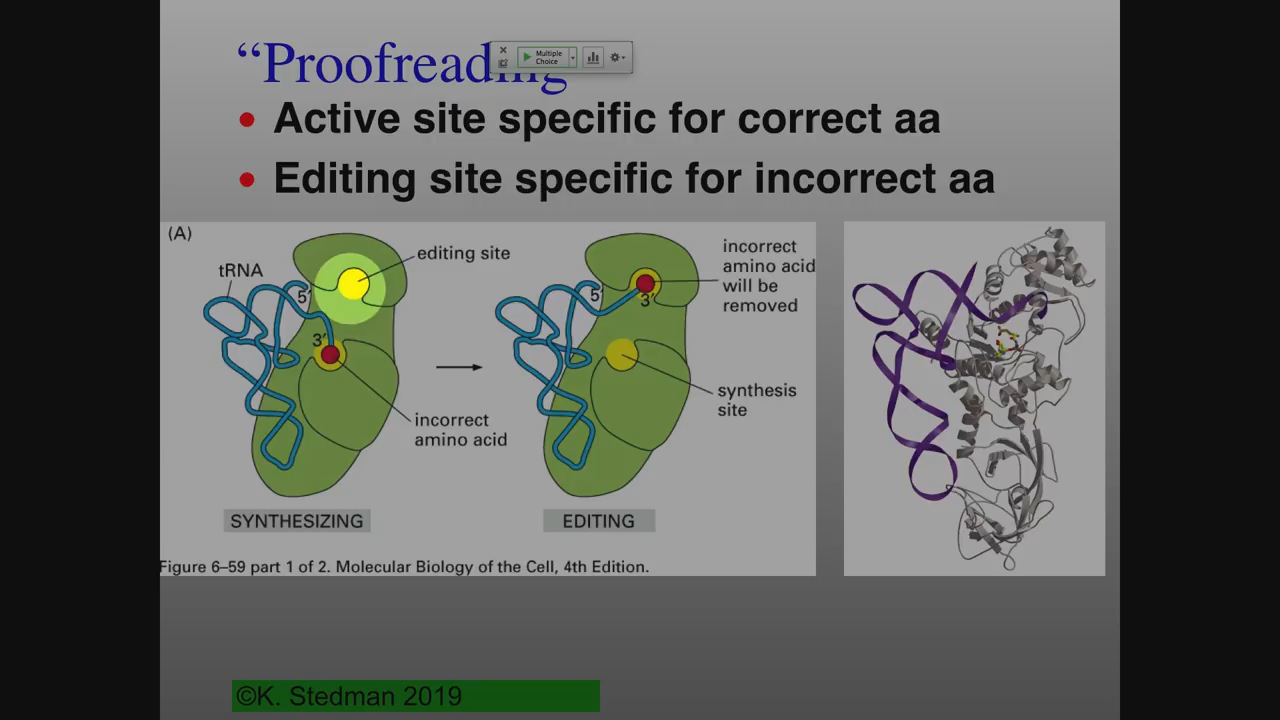 “Proofreading
Multiple
Choice
Active site specific for correct aa
Editing site specific for incorrect aa
(A)
tRNA
5′
editing site
3′
incorrect
amino acid
SYNTHESIZING
5′
3′
incorrect
amino acid
will be
removed
synthesis
site
EDITING
Figure 6–59 part 1 of 2. Molecular Biology of the Cell, 4th Edition.
©K. Stedman 2019